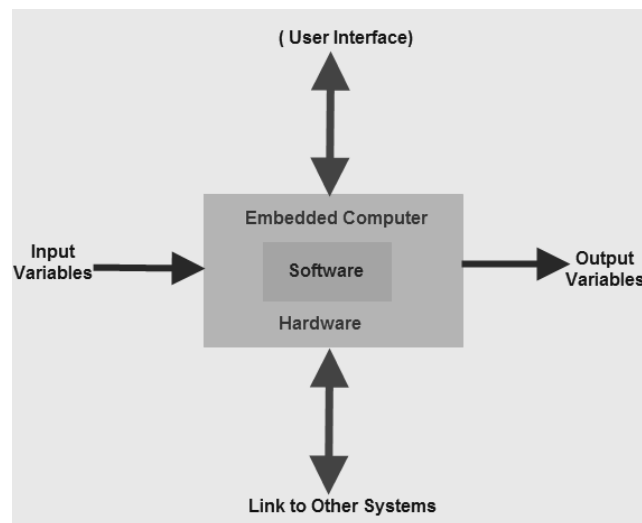 ( User Interface)
Embedded Computer
Input
Variables
Software
Output
Variables
Hardware
Link to Other Systems